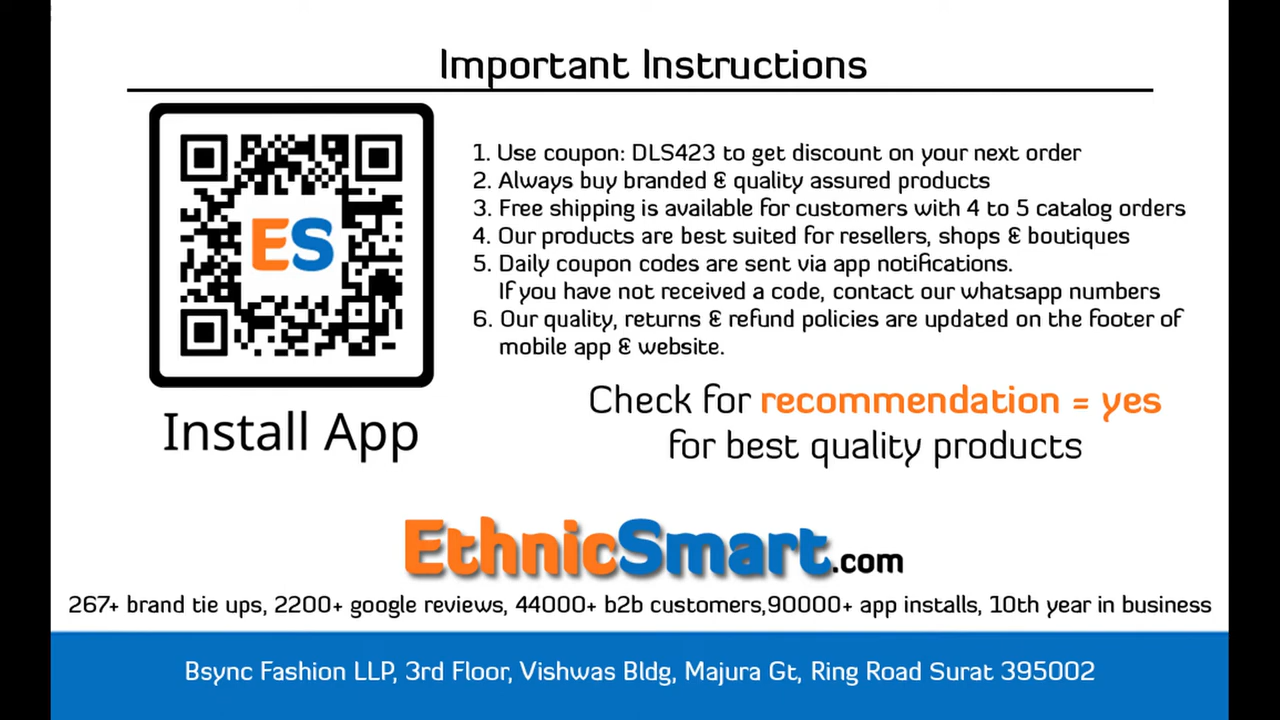 Important Instructions
ES
Install App
1. Use coupon: DLS423 to get discount on your next order
2. Always buy branded & quality assured products
3. Free shipping is available for customers with 4 to 5 catalog orders
4. Our products are best suited for resellers, shops & boutiques
5. Daily coupon codes are sent via app notifications.
If you have not received a code, contact our whatsapp numbers
6. Our quality, returns & refund policies are updated on the footer of
mobile app & website.
Check for recommendation = yes
for best quality products
EthnicSmart.com
267+ brand tie ups, 2200+ google reviews, 44000+ b2b customers,90000+ app installs, 10th year in business
Bsync Fashion LLP, 3rd Floor, Vishwas Bldg, Majura Gt, Ring Road Surat 395002